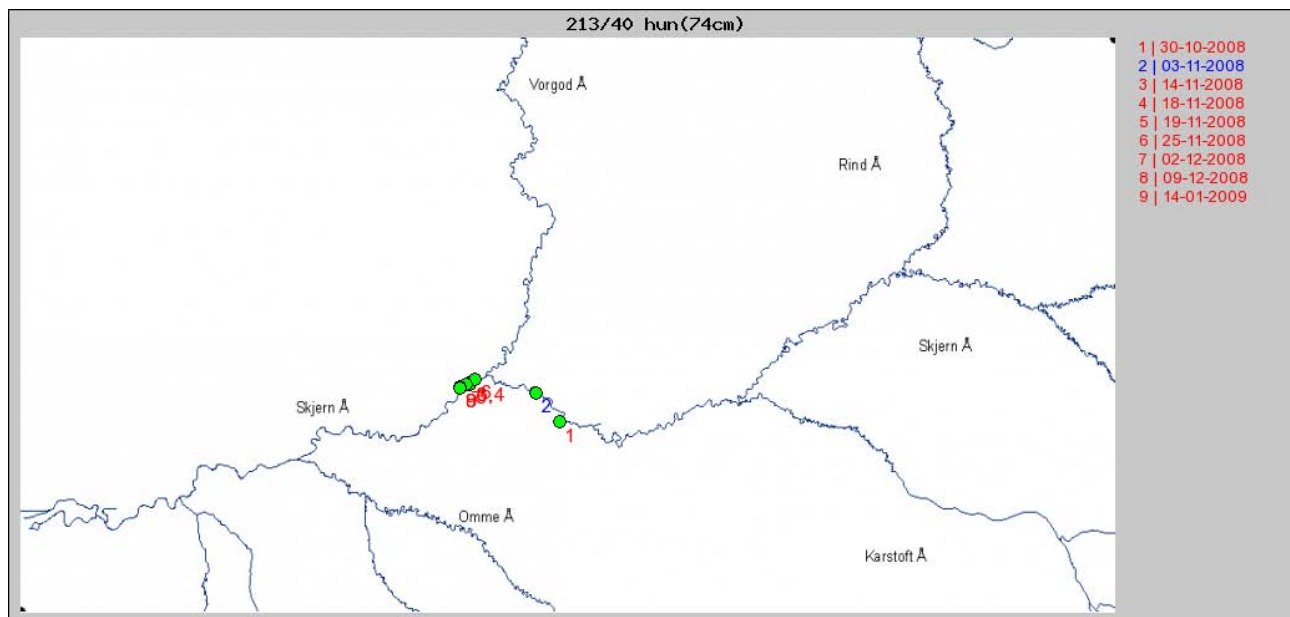 213/40 hun(74cm)
1 | 30-10-2008
2 | 03-11-2008
3 | 14-11-2008
4 | 18-11-2008
5 | 19-11-2008
6 | 25-11-2008
7 | 02-12-2008
8 | 09-12-2008
9 | 14-01-2009
Vorgod Å
Rind Å
Skjern Å
Skjern Å
2
1
Omme Å
Karstoft Å